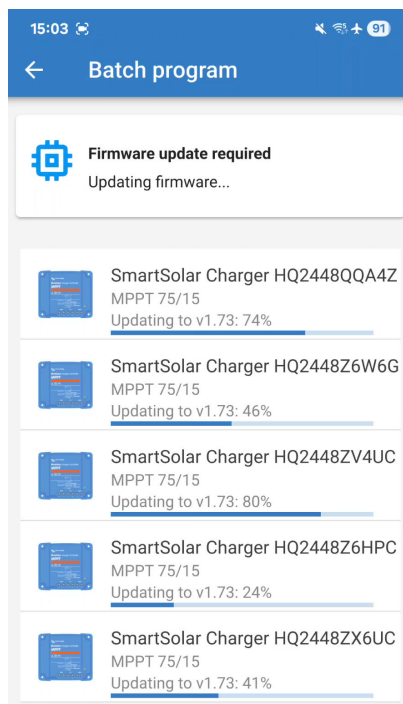 15:03
91
Batch program
Firmware update required
Updating firmware...
SmartSolar Charger HQ2448QQA4Z
MPPT 75/15
Updating to v1.73: 74%
SmartSolar Charger HQ2448Z6W6G
MPPT 75/15
Updating to v1.73: 46%
SmartSolar Charger HQ2448ZV4UC
MPPT 75/15
Updating to v1.73: 80%
SmartSolar Charger HQ2448Z6HPC
MPPT 75/15
Updating to v1.73: 24%
SmartSolar Charger HQ2448ZX6UC
MPPT 75/15
Updating to v1.73: 41%